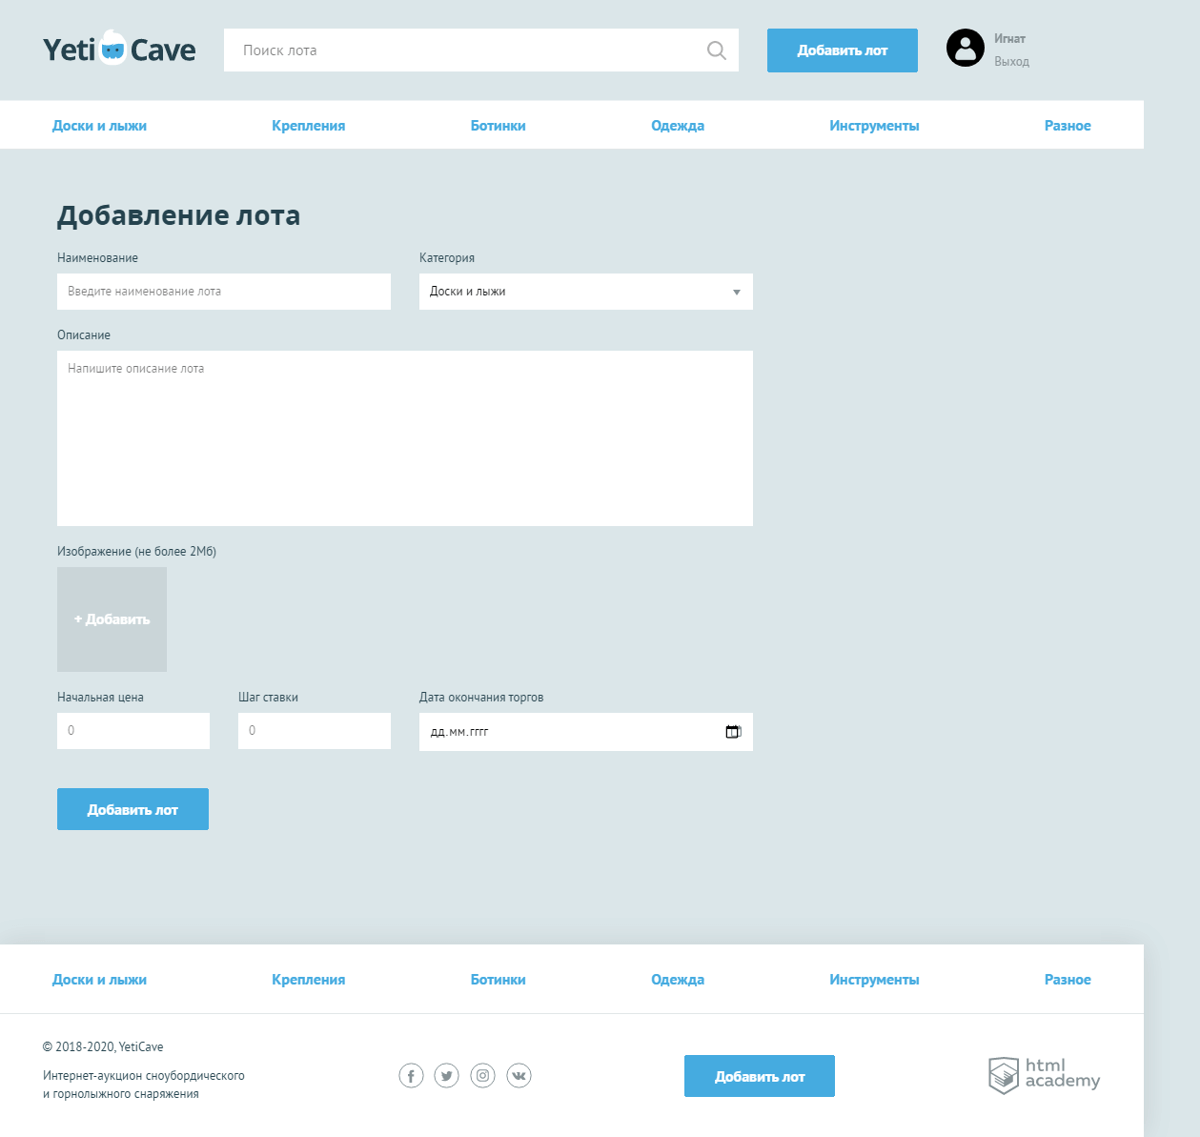 Yeti Cave
Поиск лота
Добавить лот
Игнат
Выход
Доски и лыжи
Крепления
Ботинки
Одежда
Инструменты
Разное
Добавление лота
Наименование
Категория
Введите наименование лота
Доски и лыжи
Описание
Напишите описание лота
Изображение (не более 2Мб)
+ Добавить
Начальная цена
Шаг ставки
Дата окончания торгов
0
0
дд.мм.гггг
Добавить лот
Доски и лыжи
Крепления
Ботинки
Одежда
Инструменты
Разное
© 2018-2020, YetiCave
Интернет-аукцион сноубордического
и горнолыжного снаряжения
Добавить лот
html
academy